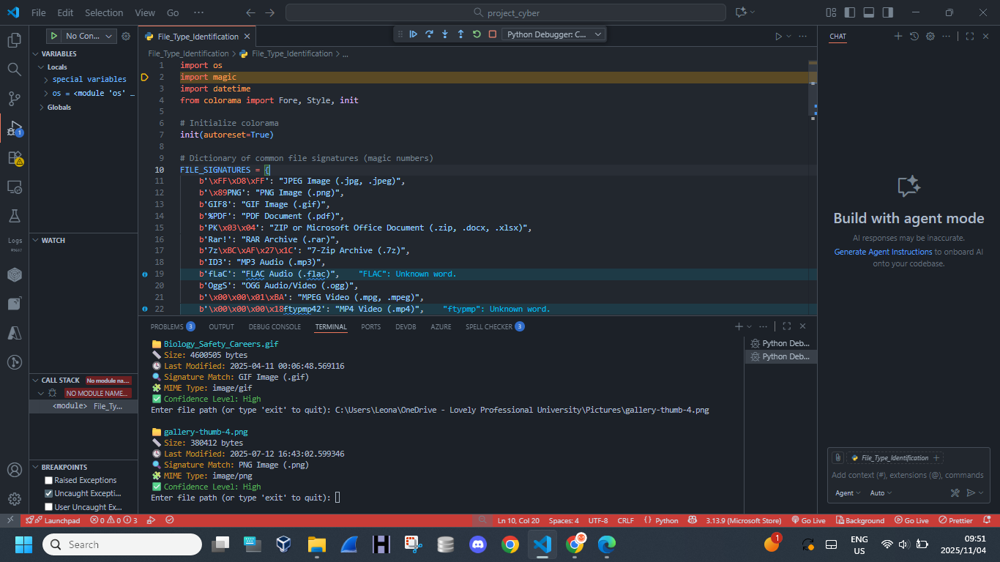 File Edit Selection View Go ··· project_cyber
No Con...
File_Type_Identification
Python Debugger: C...
CHAT
VARIABLES
Locals
special variables
os = <module 'os' _
Globals
WATCH
CALL STACK No module na...
NO MODULE NAME...
<module> File_Ty...
BREAKPOINTS
Raised Exceptions
Uncaught Excepti...
User Uncaught Ex...
1
Logs
File_Type_Identification > File_Type_Identification > ...
1 import os
2 import magic
3 import datetime
4 from colorama import Fore, Style, init
5
6 # Initialize colorama
7 init(autoreset=True)
8
9 # Dictionary of common file signatures (magic numbers)
10 FILE_SIGNATURES = {
11 b'\xFF\xD8\xFF': "JPEG Image (.jpg, .jpeg)",
12 b'\x89PNG': "PNG Image (.png)",
13 b'GIF8': "GIF Image (.gif)",
14 b'%PDF': "PDF Document (.pdf)",
15 b'PK\x03\x04': "ZIP or Microsoft Office Document (.zip, .docx, .xlsx)",
16 b'Rar!': "RAR Archive (.rar)",
17 b'7z\xBC\xAF\x27\x1C': "7-Zip Archive (.7z)",
18 b'ID3': "MP3 Audio (.mp3)",
19 b'fLaC': "FLAC Audio (.flac)", "FLAC": Unknown word.
20 b'OggS': "OGG Audio/Video (.ogg)",
21 b'\x00\x00\x01\xBA': "MPEG Video (.mpg, .mpeg)",
22 b'\x00\x00\x00\x18ftypmp42': "MP4 Video (.mp4)", "ftypmp": Unknown word.
PROBLEMS 3 OUTPUT DEBUG CONSOLE TERMINAL PORTS DEVDB AZURE SPELL CHECKER 3
Biology_Safety_Careers.gif
Size: 4600505 bytes
Last Modified: 2025-04-11 00:06:48.569116
Signature Match: GIF Image (.gif)
MIME Type: image/gif
Confidence Level: High
Enter file path (or type 'exit' to quit): C:\Users\Leona\OneDrive - Lovely Professional University\Pictures\gallery-thumb-4.png
gallery-thumb-4.png
Size: 380412 bytes
Last Modified: 2025-07-12 16:43:02.599346
Signature Match: PNG Image (.png)
MIME Type: image/png
Confidence Level: High
Enter file path (or type 'exit' to quit):
Python Deb...
Python Deb...
Build with agent mode
AI responses may be inaccurate.
Generate Agent Instructions to onboard AI
onto your codebase.
File_Type_Identification
Add context (#), extensions (@), commands
Agent Auto
Launchpad 0 0 3 Ln 10, Col 20 Spaces: 4 UTF-8 CRLF {} Python 3.13.9 (Microsoft Store) Go Live Background Go Live Prettier
Search
1
ENG
US
09:51
2025/11/04